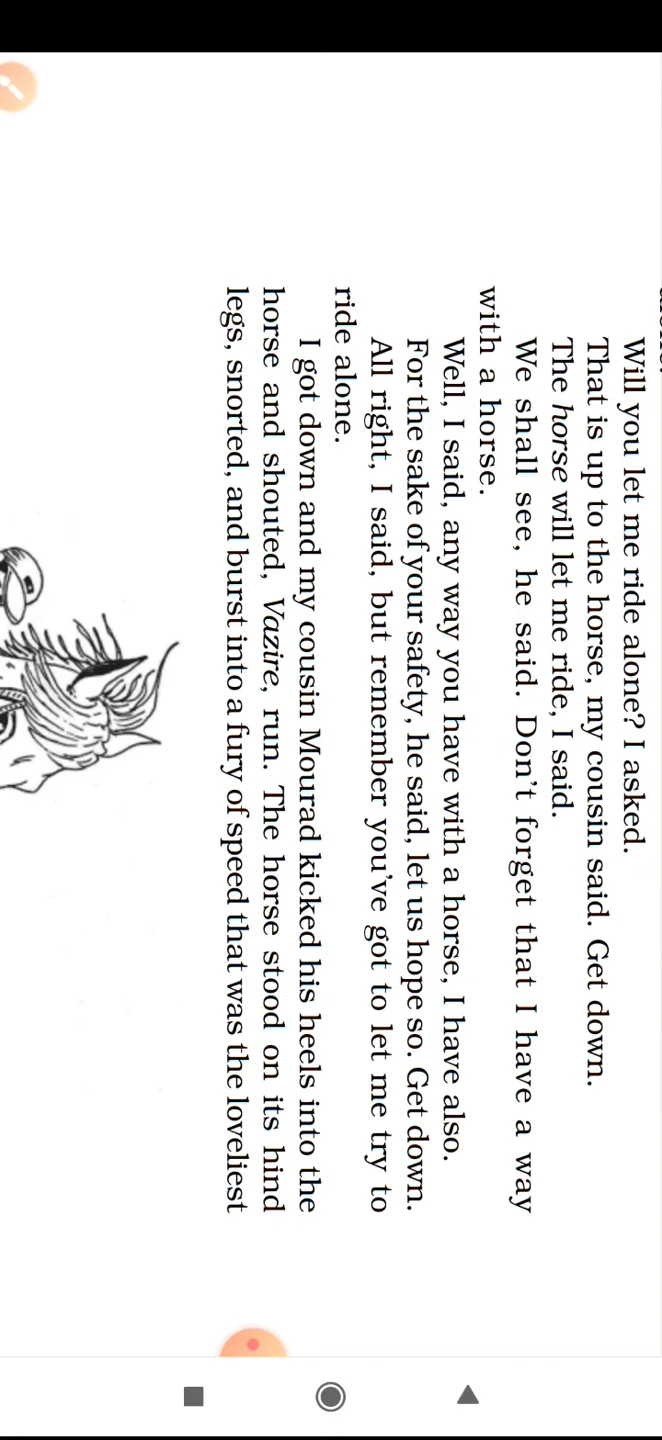 Will you let me ride alone? I asked.
That is up to the horse, my cousin said. Get down.
The horse will let me ride, I said.
We shall see, he said. Don't forget that I have a way
with a horse.
Well, I said, any way you have with a horse, I have also.
For the sake of your safety, he said, let us hope so. Get down.
All right, I said, but remember you've got to let me try to
ride alone.
I got down and my cousin Mourad kicked his heels into the
horse and shouted, Vazire, run. The horse stood on its hind
legs, snorted, and burst into a fury of speed that was the loveliest